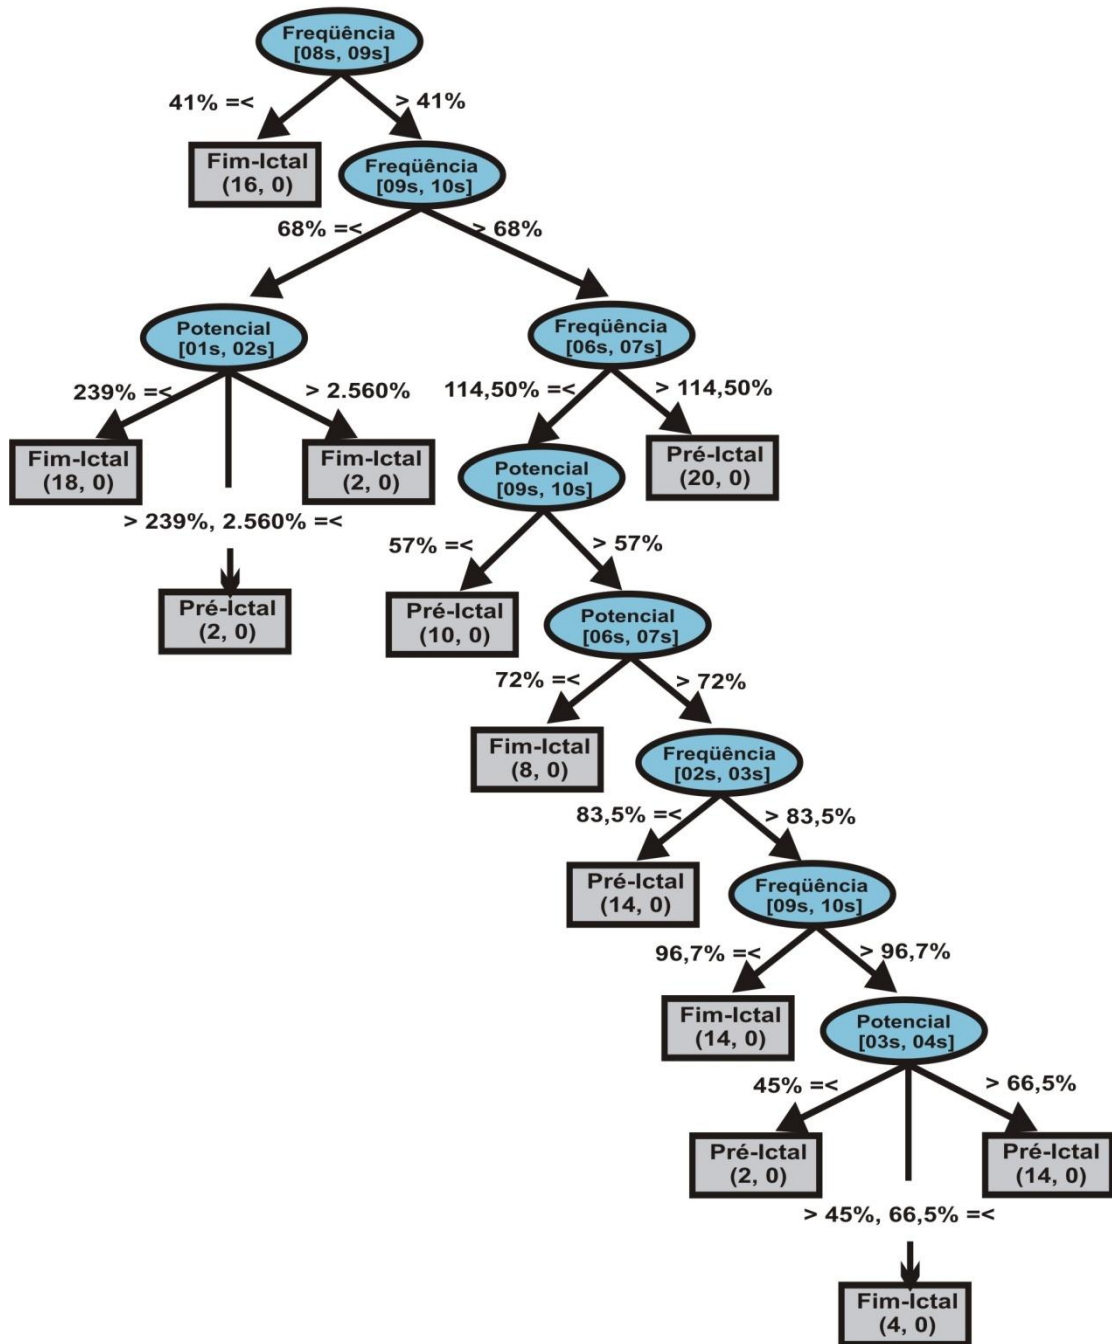 Freqüência
[08s, 09s]
41% =<
> 41%
Fim-Ictal
(16, 0)
Freqüência
[09s, 10s]
68% =<
> 68%
Potencial
[01s, 02s]
Freqüência
[06s, 07s]
239% =<
> 2.560%
114,50% =<
> 114,50%
Fim-Ictal
(18, 0)
Fim-Ictal
(2, 0)
Potencial
[09s, 10s]
Pré-Ictal
(20, 0)
> 239%, 2.560% =<
57% =<
> 57%
Pré-Ictal
(2, 0)
Pré-Ictal
(10, 0)
Potencial
[06s, 07s]
72% =<
> 72%
Fim-Ictal
(8, 0)
Freqüência
[02s, 03s]
83,5% =<
> 83,5%
Pré-Ictal
(14, 0)
Freqüência
[09s, 10s]
96,7% =<
> 96,7%
Fim-Ictal
(14, 0)
Potencial
[03s, 04s]
45% =<
> 66,5%
Pré-Ictal
(2, 0)
Pré-Ictal
(14, 0)
> 45%, 66,5% =<
Fim-Ictal
(4, 0)